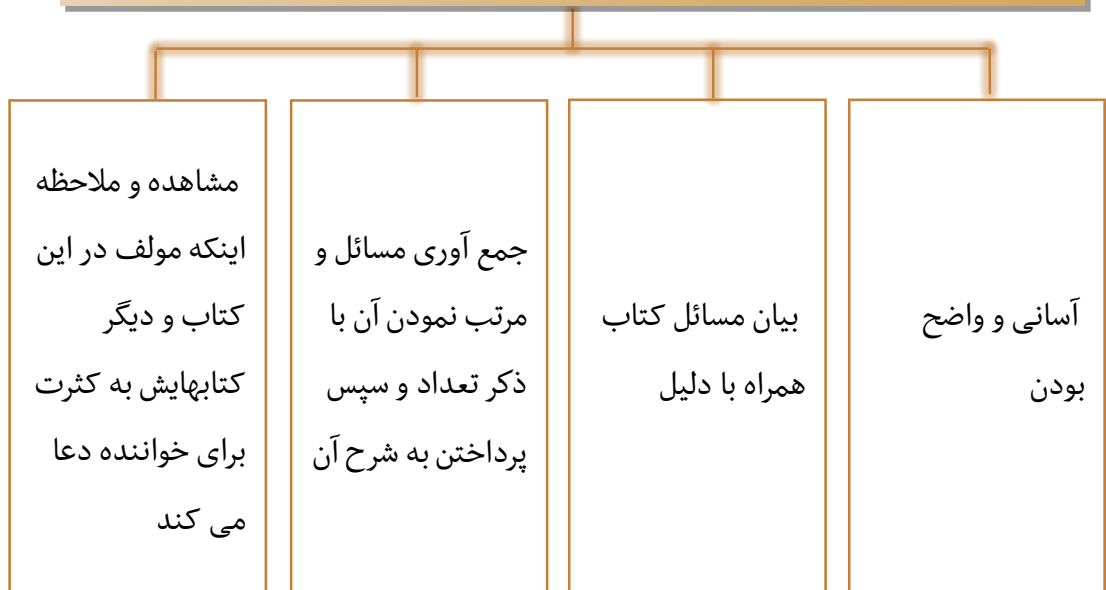 آسانی و واضح
بودن
بیان مسائل کتاب
همراه با دلیل
جمع آوری مسائل و
مرتب نمودن آن با
ذکر تعداد و سپس
پرداختن به شرح آن
مشاهده و ملاحظه
اینکه مولف در این
کتاب و دیگر
کتابهایش به کثرت
برای خواننده دعا
می کند